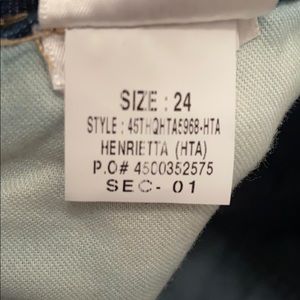 SIZE : 24
STYLE : 45THQHTA5968-HTA
HENRIETTA (HTA)
P.O# 4500352575
SEC- 01